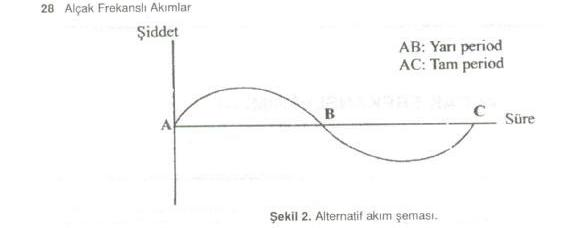 28 Alçak Frekanslı Akımlar
Şiddet
AB: Yarı period
AC: Tam period
A
B
C
Süre
Şekil 2. Alternatif akım şeması.